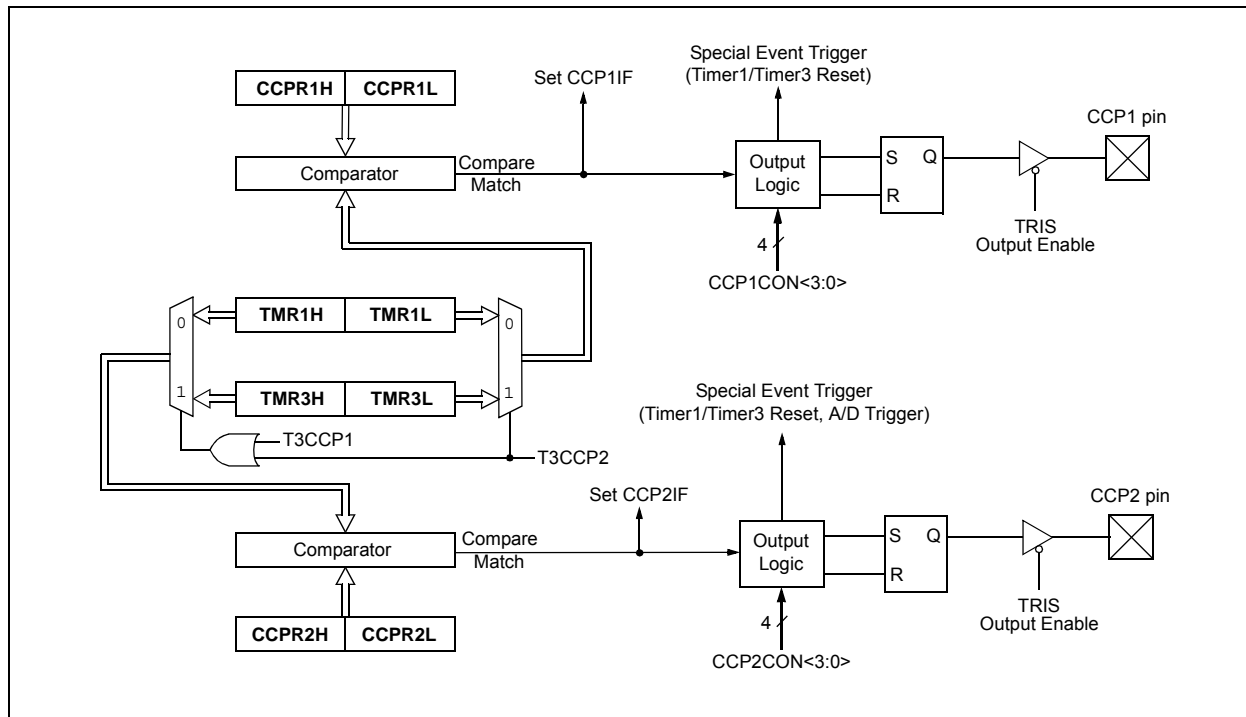 Special Event Trigger
(Timer1/Timer3 Reset)
Set CCP1IF
CCPR1H CCPR1L
CCP1 pin
Comparator
Compare
Match
Output
Logic
S Q
R
TRIS
Output Enable
4
CCP1CON<3:0>
0 TMR1H TMR1L 0
1 TMR3H TMR3L 1
T3CCP1
T3CCP2
Special Event Trigger
(Timer1/Timer3 Reset, A/D Trigger)
Set CCP2IF
CCP2 pin
Comparator
Compare
Match
Output
Logic
S Q
R
TRIS
Output Enable
4
CCPR2H CCPR2L
CCP2CON<3:0>